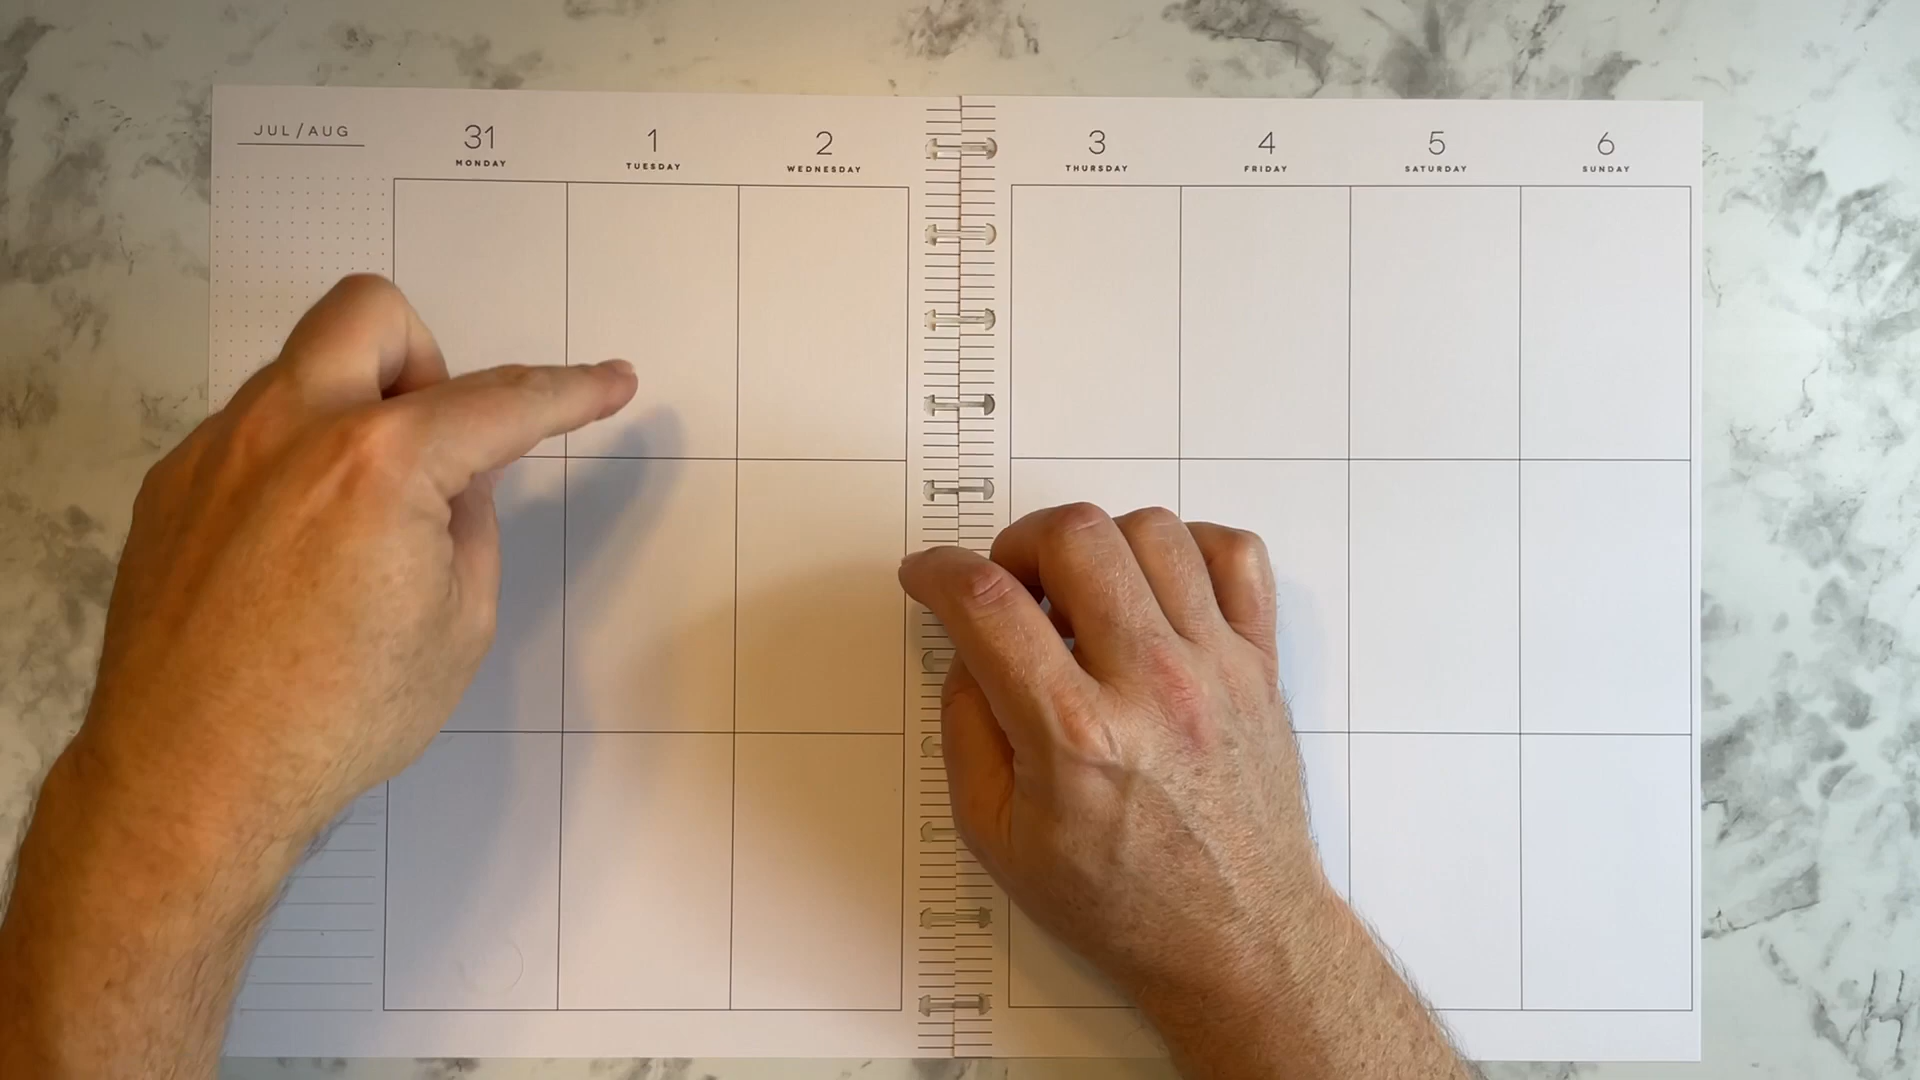 JUL/AUG
31 1 2 3 4 5 6
MONDAY TUESDAY WEDNESDAY THURSDAY FRIDAY SATURDAY SUNDAY